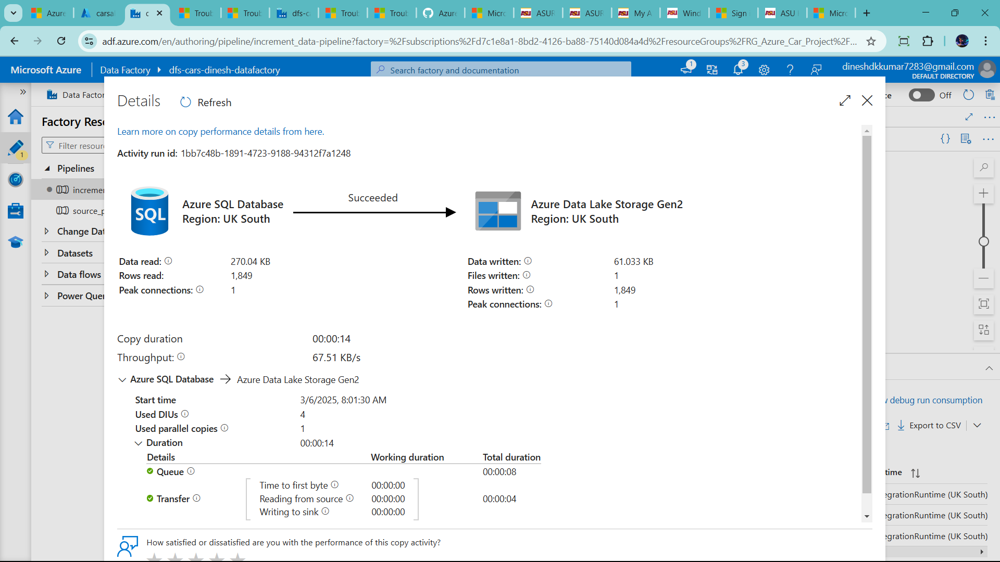 Azure
carsa
c
Troub
Troub
dfs-ca
Troub
Troub
Azure
Micro
ASUR
ASUR
My A
Wind
Sign
ASU
Micro
adf.azure.com/en/authoring/pipeline/increment_data-pipeline?factory=%2Fsubscriptions%2Fd7c1e8a1-8bd2-4126-ba88-75140d084a4d%2FresourceGroups%2FRG_Azure_Car_Project%2F...
Microsoft Azure
Data Factory
dfs-cars-dinesh-datafactory
Search factory and documentation
1
3
dineshdkkumar7283@gmail.com
DEFAULT DIRECTORY
Data Factor
Off
Factory Res
Filter resour
1
Pipelines
incremen
source_p
Change Dat
Datasets
Data flows
Power Quer
Details
Refresh
Learn more on copy performance details from here.
Activity run id: 1bb7c48b-1891-4723-9188-94312f7a1248
SQL
Azure SQL Database
Region: UK South
Succeeded
Azure Data Lake Storage Gen2
Region: UK South
Data read: 270.04 KB
Rows read: 1,849
Peak connections: 1
Data written: 61.033 KB
Files written: 1
Rows written: 1,849
Peak connections: 1
Copy duration 00:00:14
Throughput: 67.51 KB/s
Azure SQL Database → Azure Data Lake Storage Gen2
Start time 3/6/2025, 8:01:30 AM
Used DIUs 4
Used parallel copies 1
Duration 00:00:14
Details Working duration Total duration
Queue 00:00:08
Time to first byte 00:00:00
Transfer Reading from source 00:00:00 00:00:04
Writing to sink 00:00:00
How satisfied or dissatisfied are you with the performance of this copy activity?
debug run consumption
Export to CSV
time
egrationRuntime (UK South)
egrationRuntime (UK South)
egrationRuntime (UK South)